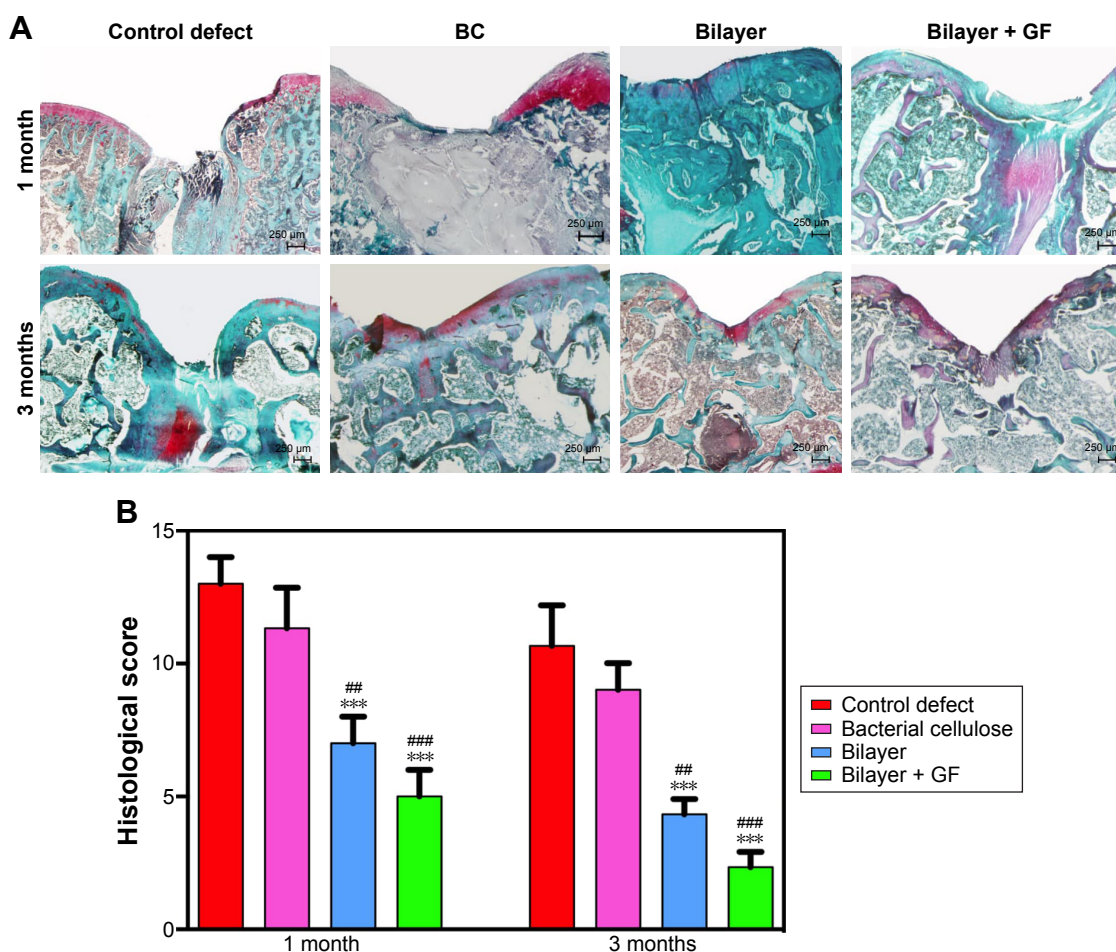 A
Control defect
BC
Bilayer
Bilayer + GF
1 month
250 µm
250 µm
250 µm
250 µm
3 months
250 µm
250 µm
250 µm
250 µm
B
Histological score
15
10
5
0
##
***
###
***
##
***
###
***
1 month
3 months
Control defect
Bacterial cellulose
Bilayer
Bilayer + GF